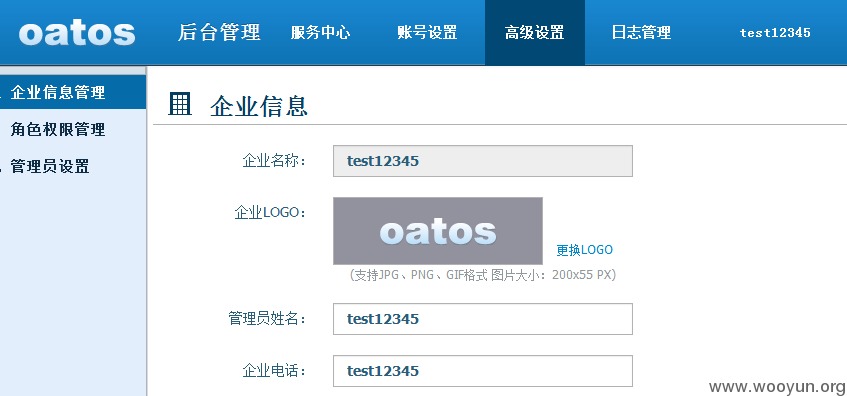 oatos 后台管理 服务中心 账号设置 高级设置 日志管理 test12345
企业信息管理
角色权限管理
管理员设置
企业信息
企业名称： test12345
企业LOGO： oatos 更换LOGO
(支持JPG、PNG、GIF格式 图片大小：200x55 PX)
管理员姓名： test12345
企业电话： test12345
www.wooyun.org